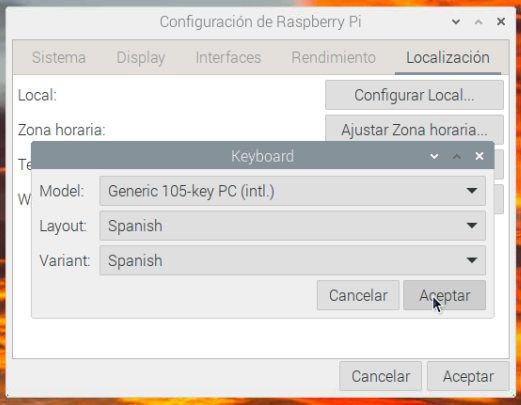 Configuración de Raspberry Pi
Sistema Display Interfaces Rendimiento Localización
Local: Configurar Local...
Zona horaria: Ajustar Zona horaria...
Keyboard
Model: Generic 105-key PC (intl.)
Layout: Spanish
Variant: Spanish
Cancelar Aceptar
Cancelar Aceptar